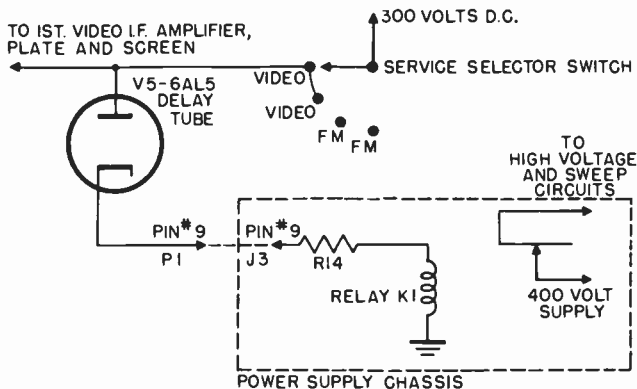 300 VOLTS D.C.
TO 1ST. VIDEO I.F. AMPLIFIER,
PLATE AND SCREEN
VIDEO
SERVICE SELECTOR SWITCH
V5-6AL5
DELAY
TUBE
VIDEO
FM
FM
TO
HIGH VOLTAGE
AND SWEEP
CIRCUITS
PIN#9
P1
PIN#9
J3
R14
RELAY K1
400 VOLT
SUPPLY
POWER SUPPLY CHASSIS